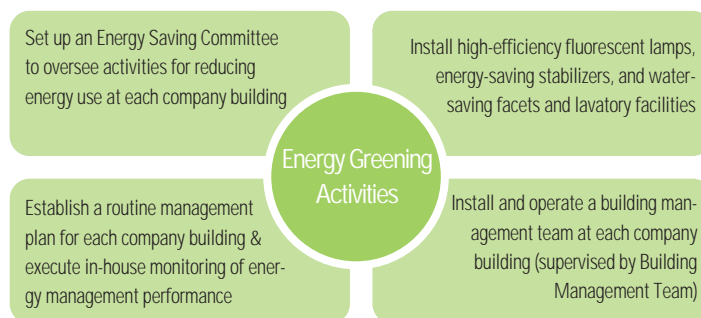 Set up an Energy Saving Committee
to oversee activities for reducing
energy use at each company building
Install high-efficiency fluorescent lamps,
energy-saving stabilizers, and water-
saving facets and lavatory facilities
Energy Greening
Activities
Establish a routine management
plan for each company building &
execute in-house monitoring of ener-
gy management performance
Install and operate a building man-
agement team at each company
building (supervised by Building
Management Team)